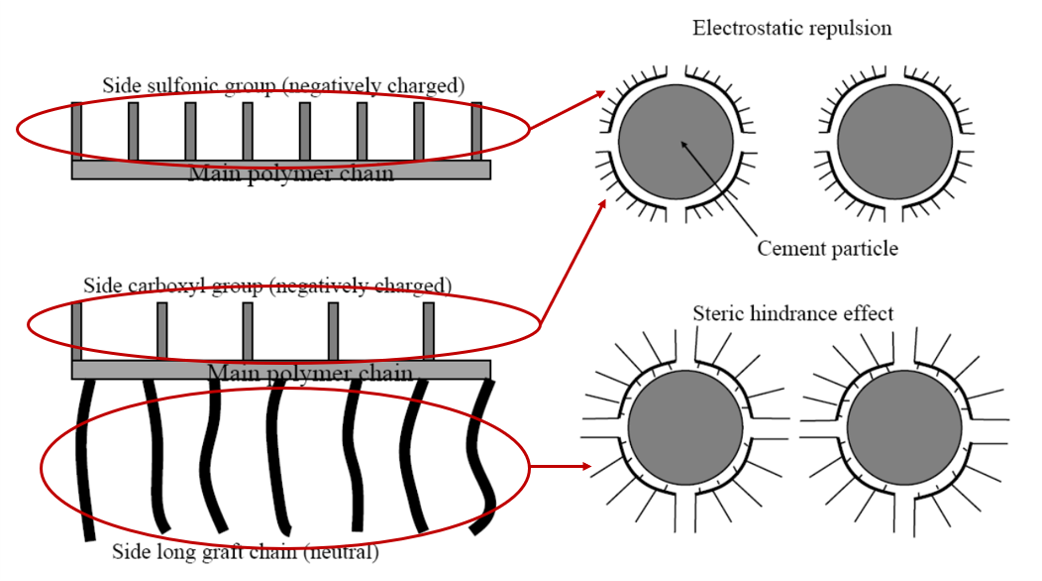 Electrostatic repulsion
Side sulfonic group (negatively charged)
Main polymer chain
Cement particle
Side carboxyl group (negatively charged)
Main polymer chain
Steric hindrance effect
Side long graft chain (neutral)